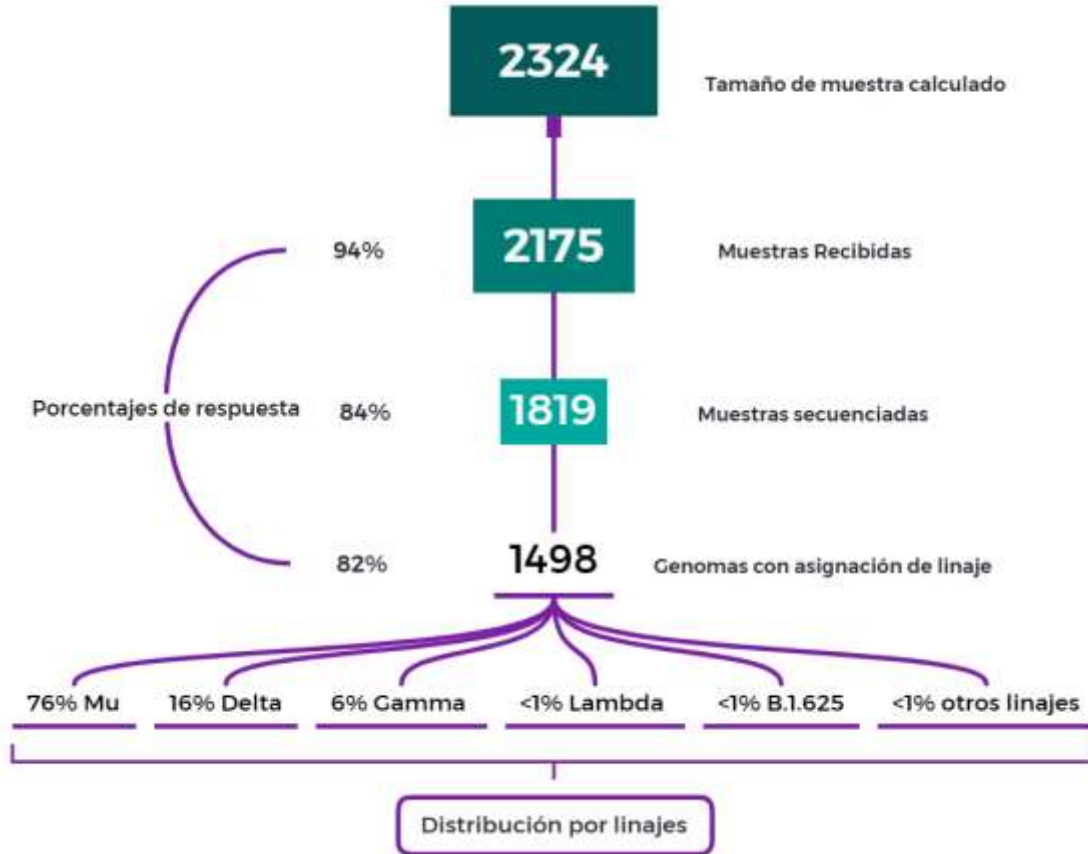 2324
Tamaño de muestra calculado
94%
2175
Muestras Recibidas
Porcentajes de respuesta
84%
1819
Muestras secuenciadas
82%
1498
Genomas con asignación de linaje
76% Mu
16% Delta
6% Gamma
<1% Lambda
<1% B.1.625
<1% otros linajes
Distribución por linajes